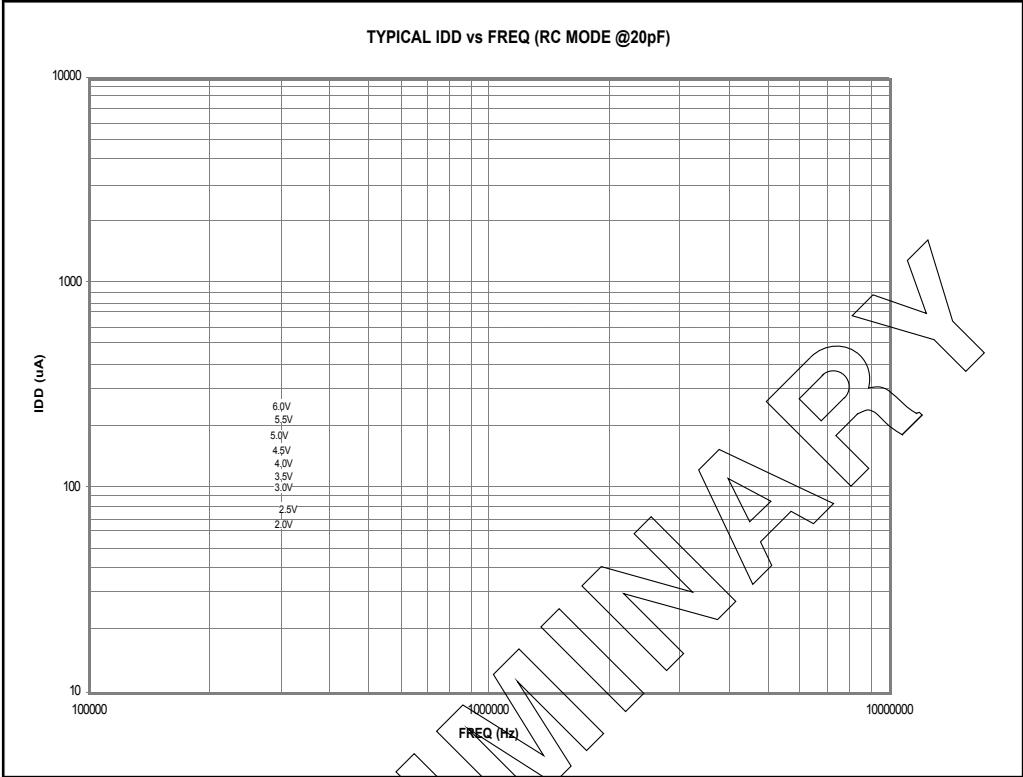 TYPICAL IDD vs FREQ (RC MODE @20pF)
10000
1000
IDD (uA)
6.0V
5.5V
5.0V
4.5V
4.0V
3.5V
3.0V
100
2.5V
2.0V
10
100000
1000000
10000000
FREQ (Hz)
IMINARY